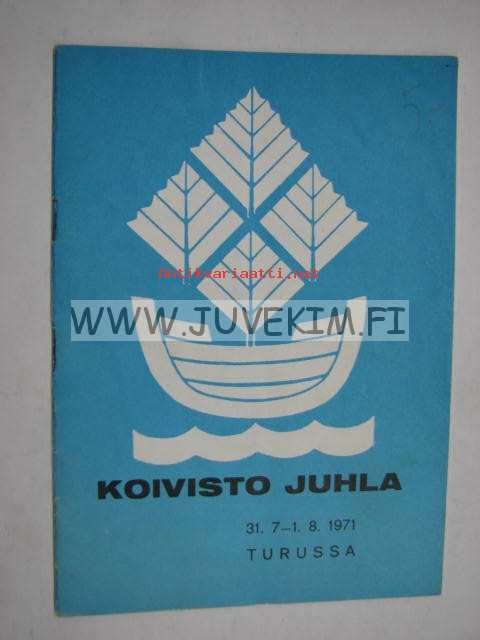 Antikvariaatti.net
WWW.JUVEKIM.FI
KOIVISTO JUHLA
31. 7–1. 8. 1971
TURUSSA